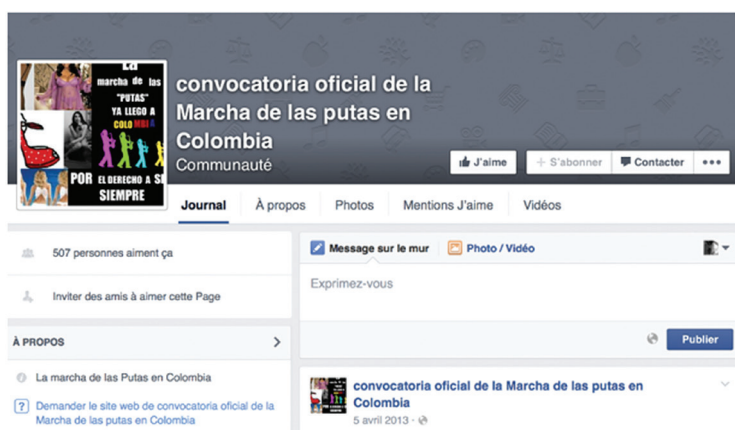 La
marcha de las
"PUTAS"
YA LLEGO A
COLOMBIA
POR EL DERECHO A SI
SIEMPRE
convocatoria oficial de la
Marcha de las putas en
Colombia
Communauté
J'aime
+ S'abonner
Contacter
Journal
À propos
Photos
Mentions J'aime
Vidéos
507 personnes aiment ça
Inviter des amis à aimer cette Page
À PROPOS
La marcha de las Putas en Colombia
Demander le site web de convocatoria oficial de la
Marcha de las putas en Colombia
Message sur le mur
Photo / Vidéo
Exprimez-vous
Publier
convocatoria oficial de la Marcha de las putas en
Colombia
5 avril 2013 ·